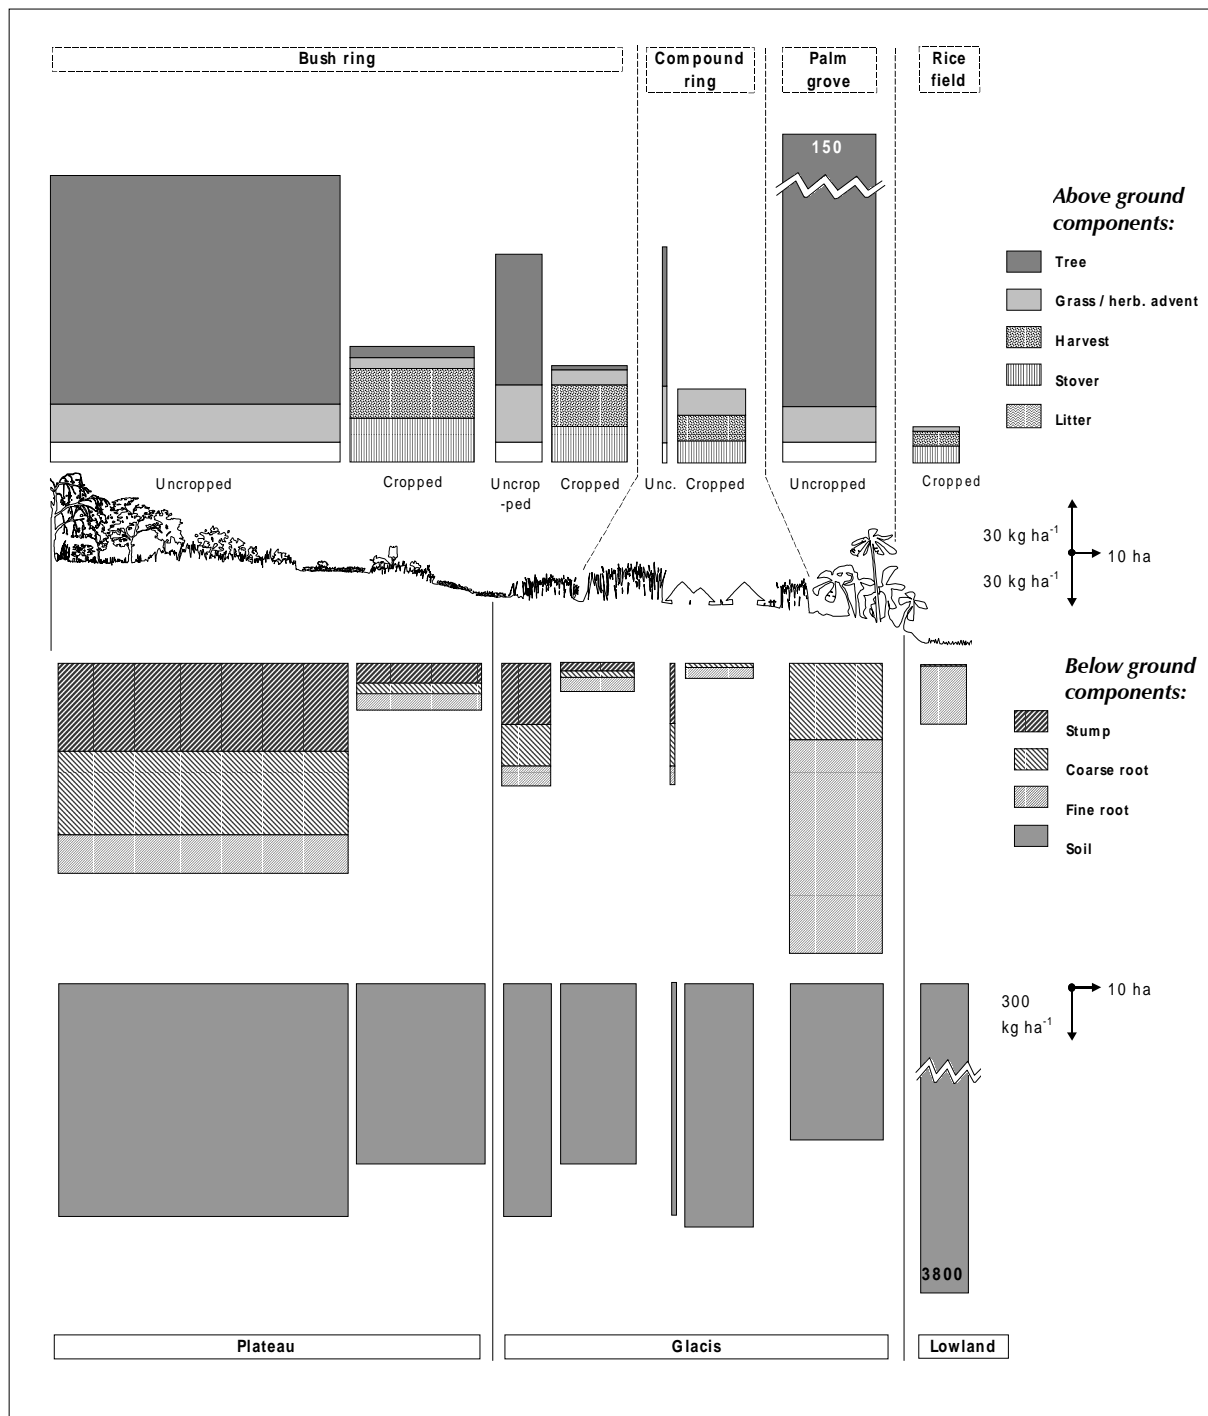 Bush ring
Compound
ring
Palm
grove
Rice
field
150
Above ground
components:
Tree
Grass / herb. advent
Harvest
Stover
Litter
Uncropped
Cropped
Uncrop
-ped
Cropped
Unc.
Cropped
Uncropped
Cropped
30 kg ha-1
10 ha
30 kg ha-1
Below ground
components:
Stump
Coarse root
Fine root
Soil
300
kg ha-1
10 ha
3800
Plateau
Glacis
Lowland